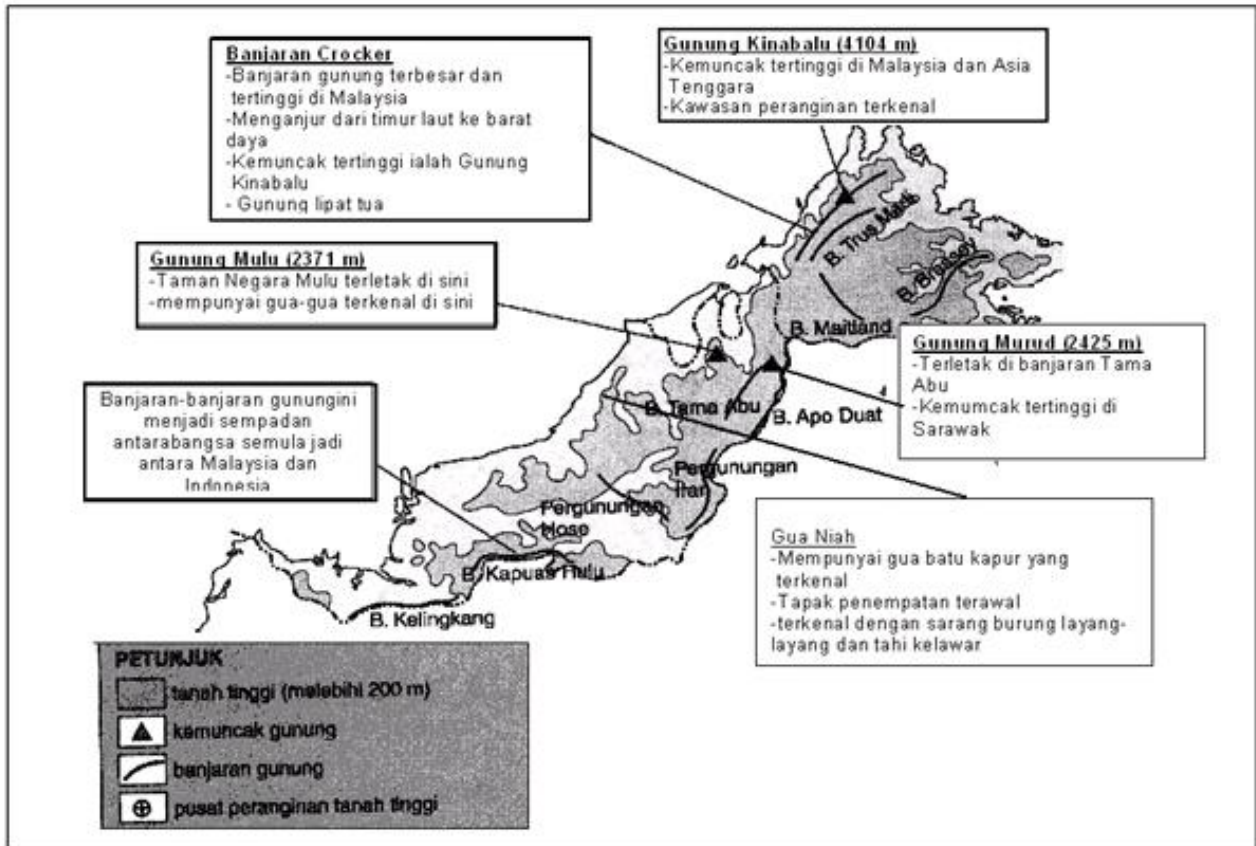 Banjaran Crocker
-Banjaran gunung terbesar dan
tertinggi di Malaysia
-Menganjur dari timur laut ke barat
daya
-Kemuncak tertinggi ialah Gunung
Kinabalu
- Gunung lipat tua
Gunung Kinabalu (4104 m)
-Kemuncak tertinggi di Malaysia dan Asia
Tenggara
-Kawasan peranginan terkenal
Gunung Mulu (2371 m)
-Taman Negara Mulu terletak di sini
-mempunyai gua-gua terkenal di sini
B. Trus Madi
B. Brassey
B. Maitland
Gunung Murud (2425 m)
-Terletak di banjaran Tama
Abu
-Kemumcak tertinggi di
Sarawak
Banjaran-banjaran gunungini
menjadi sempadan
antarabangsa semula jadi
antara Malaysia dan
Indonesia
B. Tama Abu
B. Apo Duat
Pergunungan
Iran
Pergunungan
Hose
B. Kapuas Hulu
B. Kelingkang
Gua Niah
-Mempunyai gua batu kapur yang
terkenal
-Tapak penempatan terawal
-terkenal dengan sarang burung layang-
layang dan tahi kelawar
PETUNJUK
tanah tinggi (melebihi 200 m)
kemuncak gunung
banjaran gunung
pusat peranginan tanah tinggi